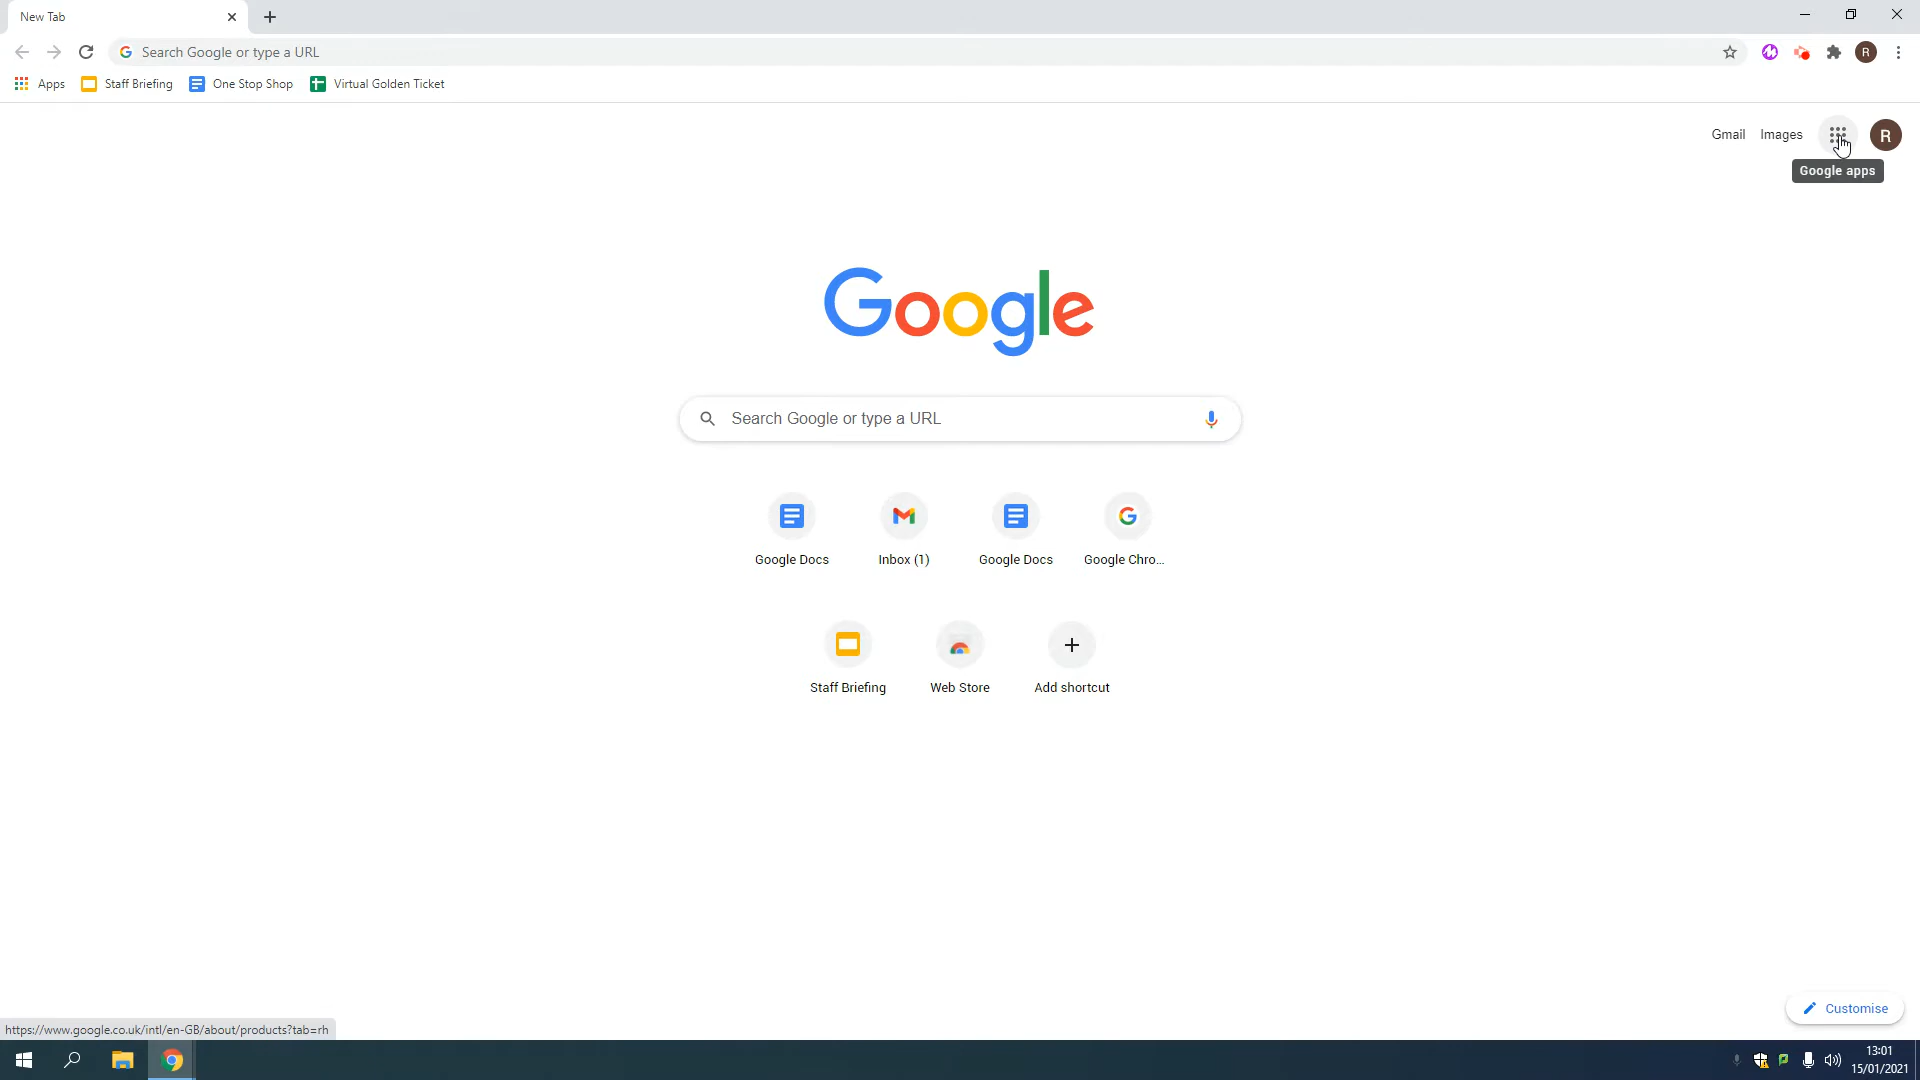 New Tab
Search Google or type a URL
R
Apps
Staff Briefing
One Stop Shop
Virtual Golden Ticket
Gmail
Images
R
Google apps
Google
Search Google or type a URL
Google Docs
Inbox (1)
Google Docs
Google Chro...
Staff Briefing
Web Store
Add shortcut
Customise
https://www.google.co.uk/intl/en-GB/about/products?tab=rh
13:01
15/01/2021